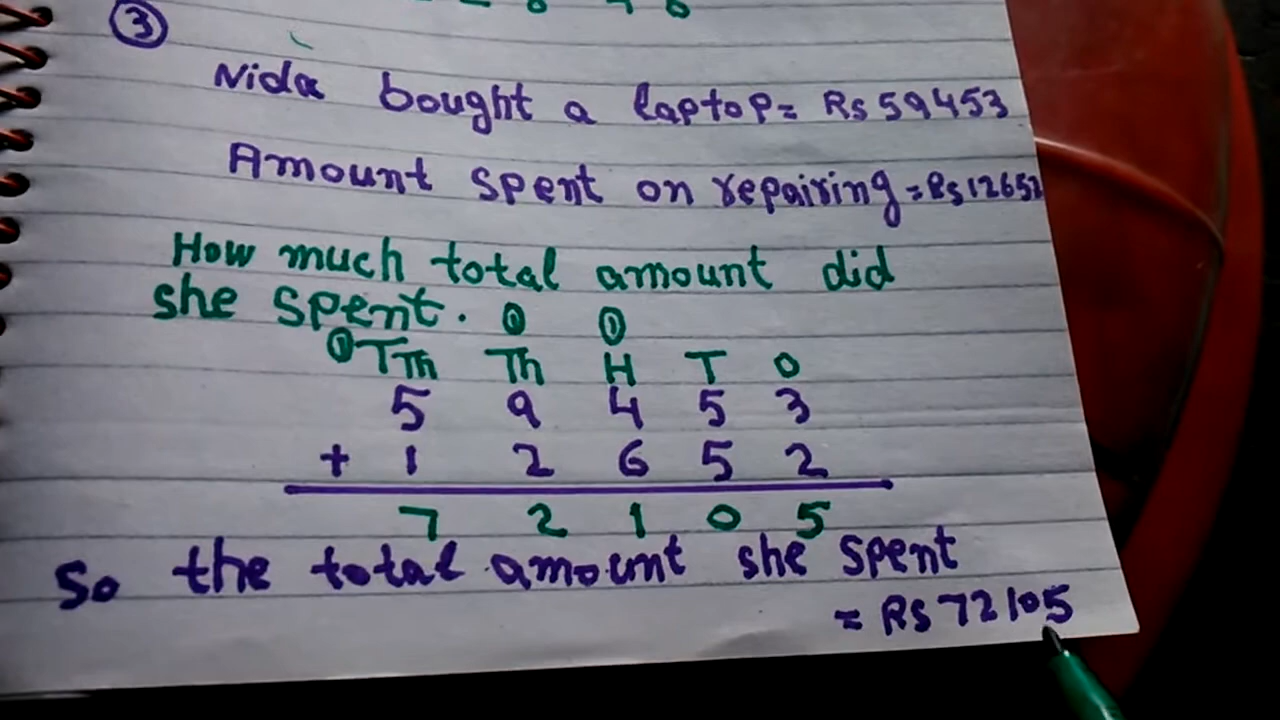 ③
Nida bought a laptop= Rs 59453
Amount spent on repairing =Rs 12652
How much total amount did
she spent. ① ①
①TTh Th H T O
5 9 4 5 3
+ 1 2 6 5 2
7 2 1 0 5
So the total amount she spent
= Rs 72105